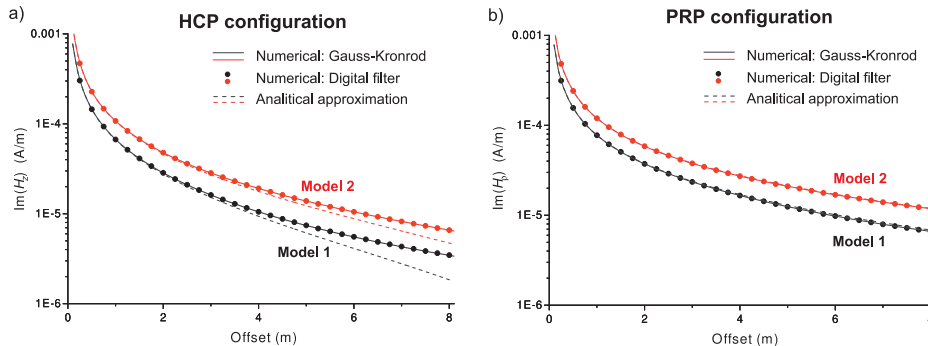 a)
HCP configuration
0.001
1E-4
1E-5
1E-6
Im(Hz) (A/m)
Numerical: Gauss-Kronrod
Numerical: Digital filter
Analitical approximation
Model 2
Model 1
0
2
4
6
8
Offset (m)
b)
PRP configuration
0.001
1E-4
1E-5
1E-6
Numerical: Gauss-Kronrod
Numerical: Digital filter
Analitical approximation
Model 2
Model 1
0
2
4
6
Offset (m)